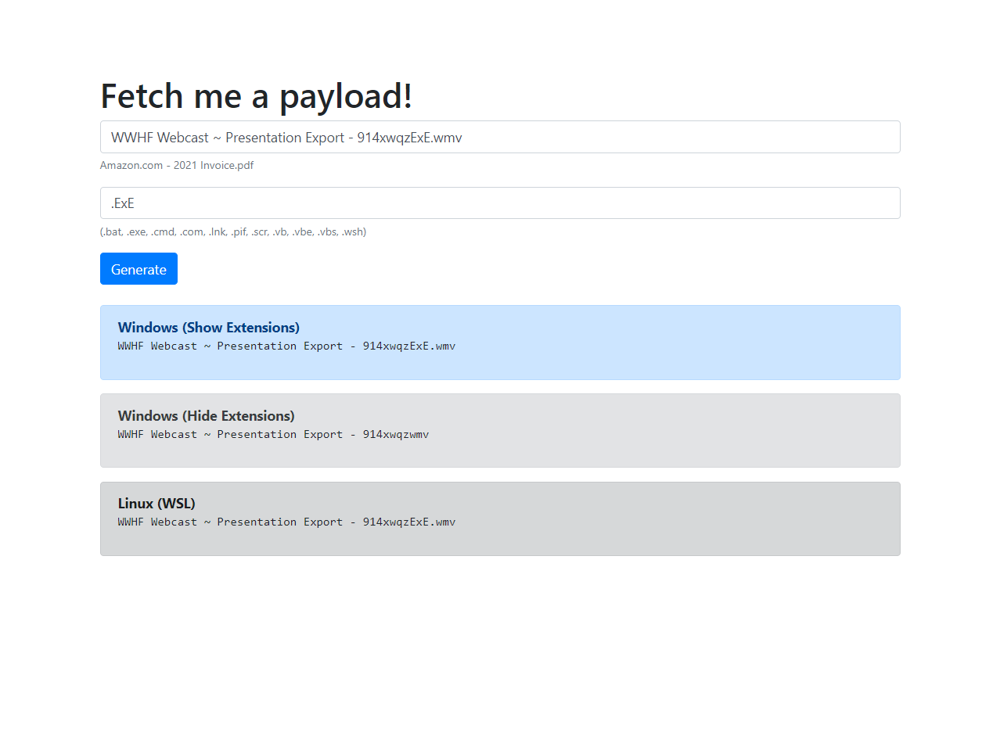 Fetch me a payload!
WWHF Webcast ~ Presentation Export - 914xwqzExE.wmv
Amazon.com - 2021 Invoice.pdf
.ExE
(.bat, .exe, .cmd, .com, .lnk, .pif, .scr, .vb, .vbe, .vbs, .wsh)
Generate
Windows (Show Extensions)
WWHF Webcast ~ Presentation Export - 914xwqzExE.wmv
Windows (Hide Extensions)
WWHF Webcast ~ Presentation Export - 914xwqzwmv
Linux (WSL)
WWHF Webcast ~ Presentation Export - 914xwqzExE.wmv